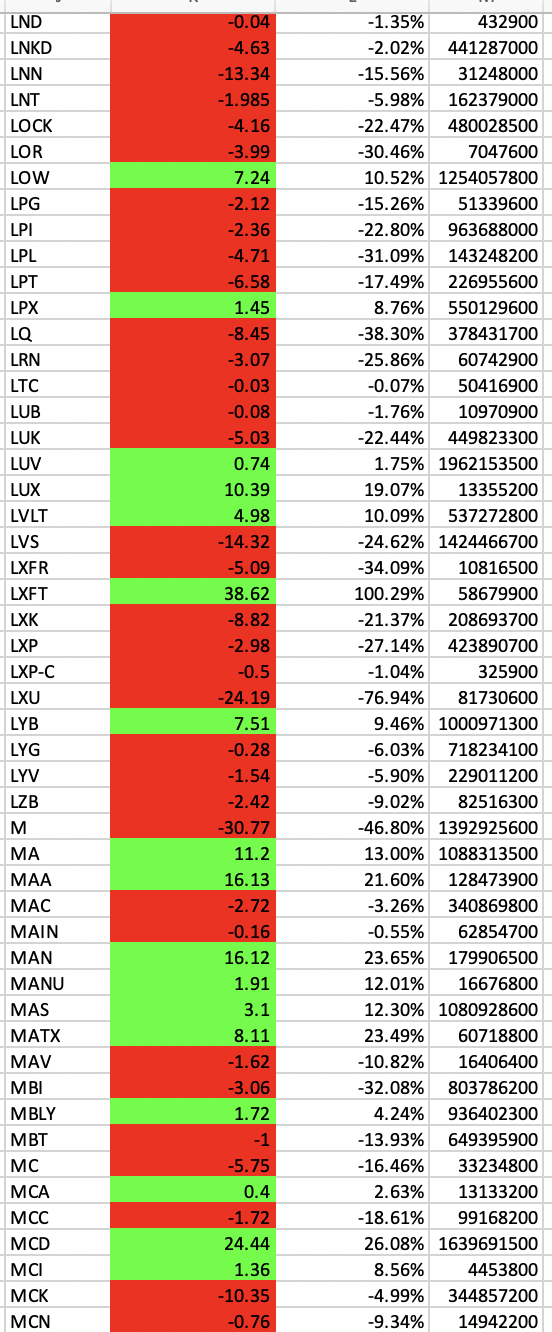 LND -0.04 -1.35% 432900
LNKD -4.63 -2.02% 441287000
LNN -13.34 -15.56% 31248000
LNT -1.985 -5.98% 162379000
LOCK -4.16 -22.47% 480028500
LOR -3.99 -30.46% 7047600
LOW 7.24 10.52% 1254057800
LPG -2.12 -15.26% 51339600
LPI -2.36 -22.80% 963688000
LPL -4.71 -31.09% 143248200
LPT -6.58 -17.49% 226955600
LPX 1.45 8.76% 550129600
LQ -8.45 -38.30% 378431700
LRN -3.07 -25.86% 60742900
LTC -0.03 -0.07% 50416900
LUB -0.08 -1.76% 10970900
LUK -5.03 -22.44% 449823300
LUV 0.74 1.75% 1962153500
LUX 10.39 19.07% 13355200
LVLT 4.98 10.09% 537272800
LVS -14.32 -24.62% 1424466700
LXFR -5.09 -34.09% 10816500
LXFT 38.62 100.29% 58679900
LXK -8.82 -21.37% 208693700
LXP -2.98 -27.14% 423890700
LXP-C -0.5 -1.04% 325900
LXU -24.19 -76.94% 81730600
LYB 7.51 9.46% 1000971300
LYG -0.28 -6.03% 718234100
LYV -1.54 -5.90% 229011200
LZB -2.42 -9.02% 82516300
M -30.77 -46.80% 1392925600
MA 11.2 13.00% 1088313500
MAA 16.13 21.60% 128473900
MAC -2.72 -3.26% 340869800
MAIN -0.16 -0.55% 62854700
MAN 16.12 23.65% 179906500
MANU 1.91 12.01% 16676800
MAS 3.1 12.30% 1080928600
MATX 8.11 23.49% 60718800
MAV -1.62 -10.82% 16406400
MBI -3.06 -32.08% 803786200
MBLY 1.72 4.24% 936402300
MBT -1 -13.93% 649395900
MC -5.75 -16.46% 33234800
MCA 0.4 2.63% 13133200
MCC -1.72 -18.61% 99168200
MCD 24.44 26.08% 1639691500
MCI 1.36 8.56% 4453800
MCK -10.35 -4.99% 344857200
MCN -0.76 -9.34% 14942200